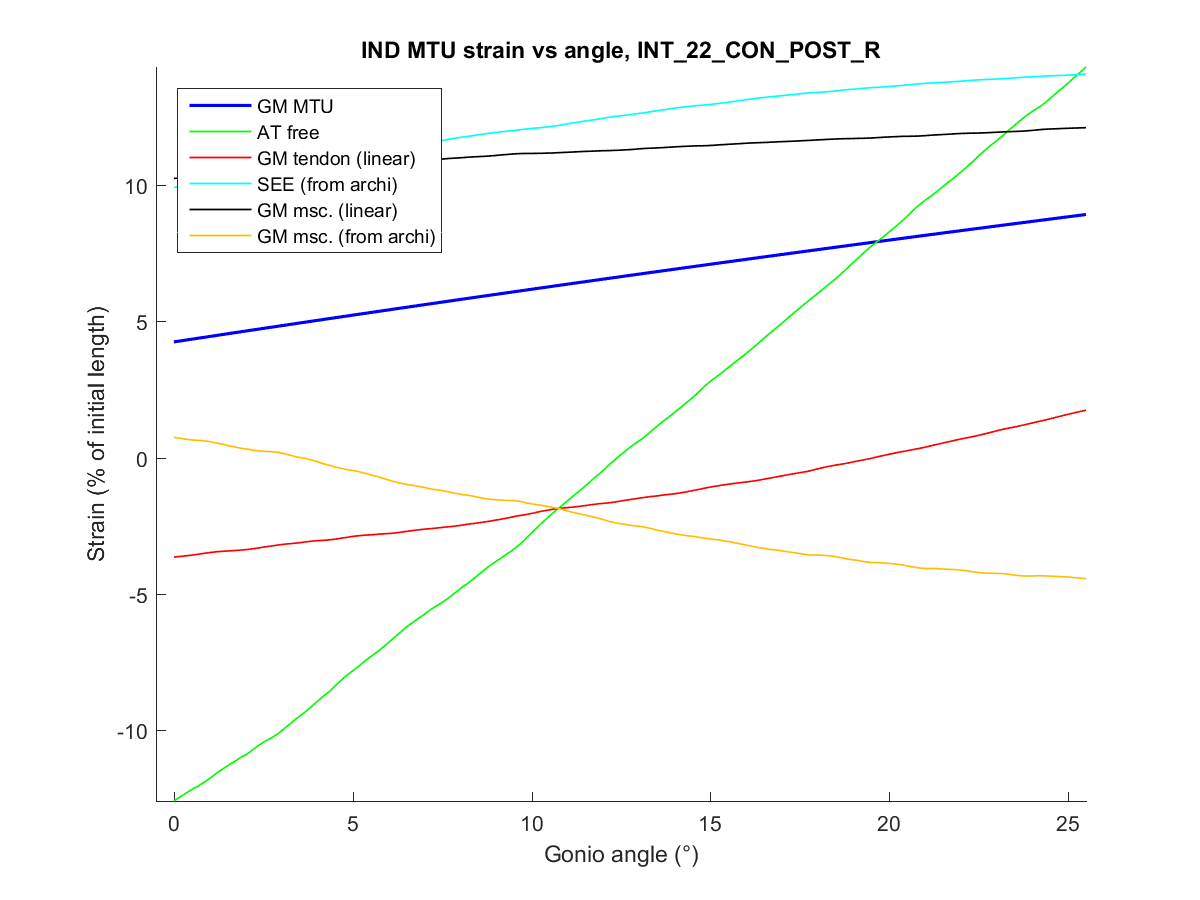 IND MTU strain vs angle, INT_22_CON_POST_R
GM MTU
AT free
GM tendon (linear)
SEE (from archi)
GM msc. (linear)
GM msc. (from archi)
Strain (% of initial length)
10
5
0
-5
-10
0 5 10 15 20 25
Gonio angle (°)